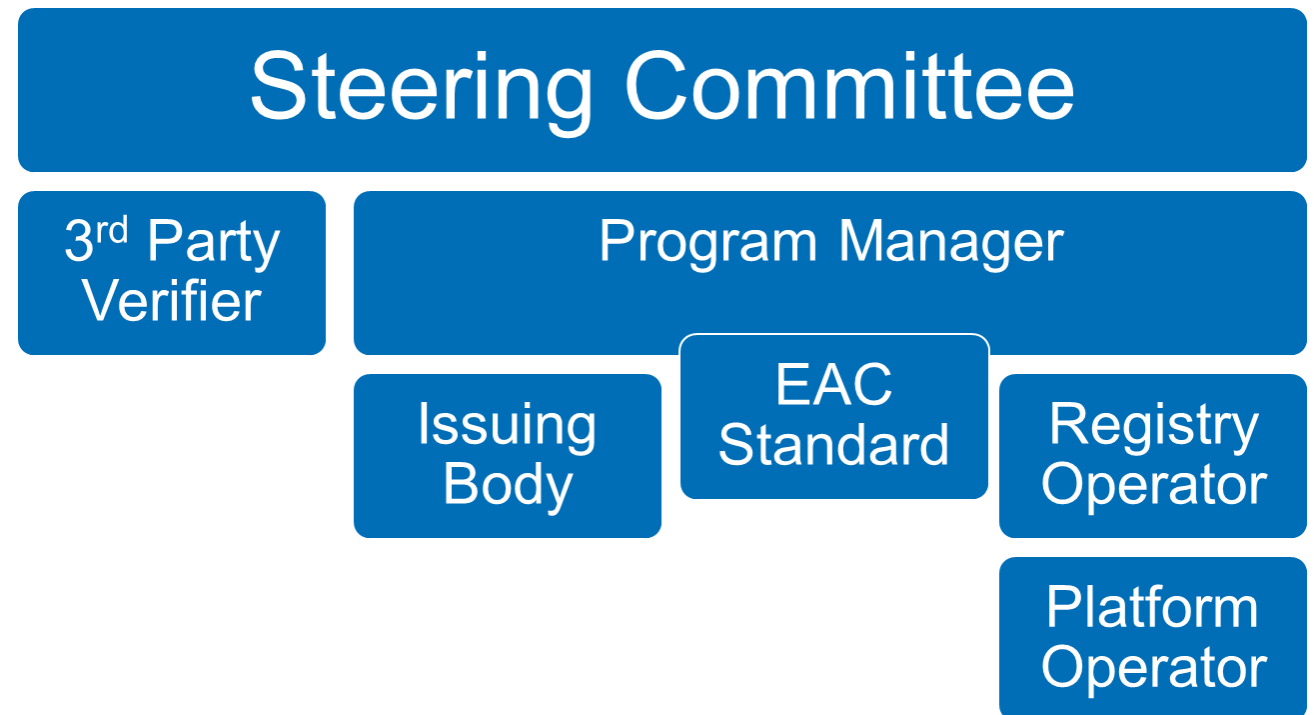 Steering Committee
3rd Party
Verifier
Program Manager
Issuing
Body
EAC
Standard
Registry
Operator
Platform
Operator